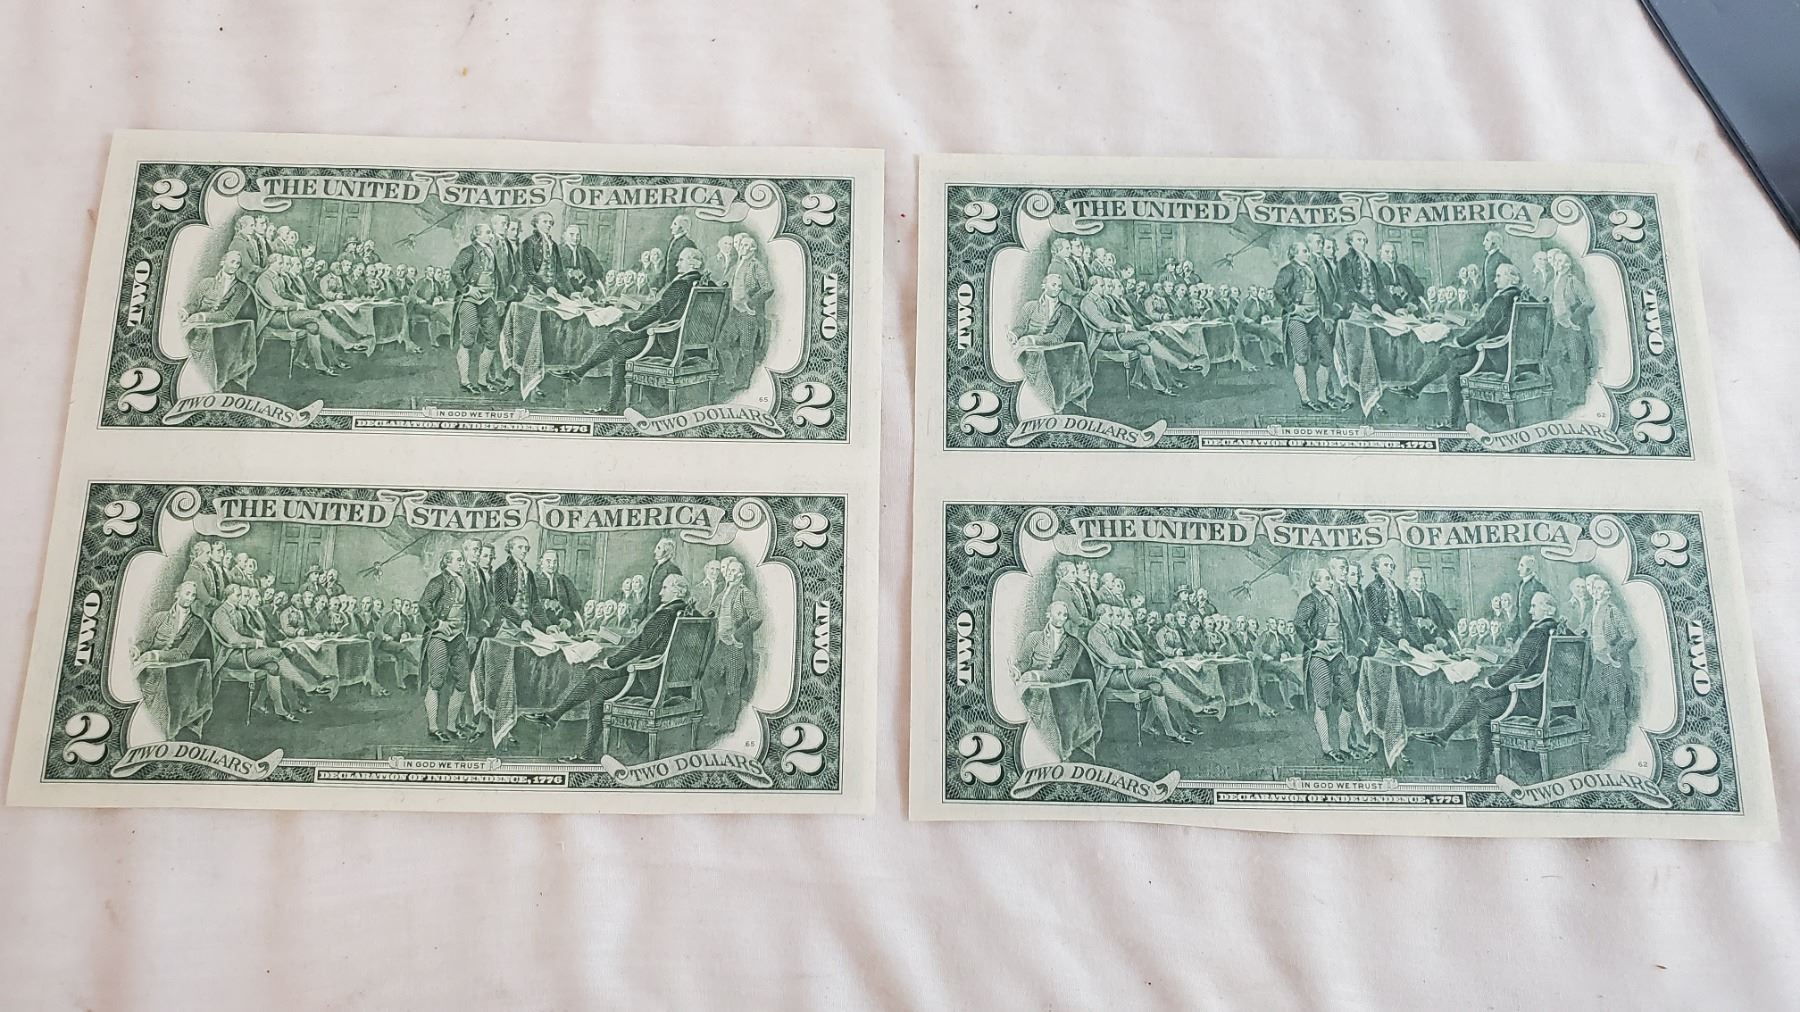 2 THE UNITED STATES OF AMERICA 2
TWO TWO
2 TWO DOLLARS IN GOD WE TRUST TWO DOLLARS 65 2
DECLARATION OF INDEPENDENCE, 1776
2 THE UNITED STATES OF AMERICA 2
TWO TWO
2 TWO DOLLARS IN GOD WE TRUST TWO DOLLARS 65 2
DECLARATION OF INDEPENDENCE, 1776
2 THE UNITED STATES OF AMERICA 2
TWO TWO
2 TWO DOLLARS IN GOD WE TRUST TWO DOLLARS 62 2
DECLARATION OF INDEPENDENCE, 1776
2 THE UNITED STATES OF AMERICA 2
TWO TWO
2 TWO DOLLARS IN GOD WE TRUST TWO DOLLARS 62 2
DECLARATION OF INDEPENDENCE, 1776